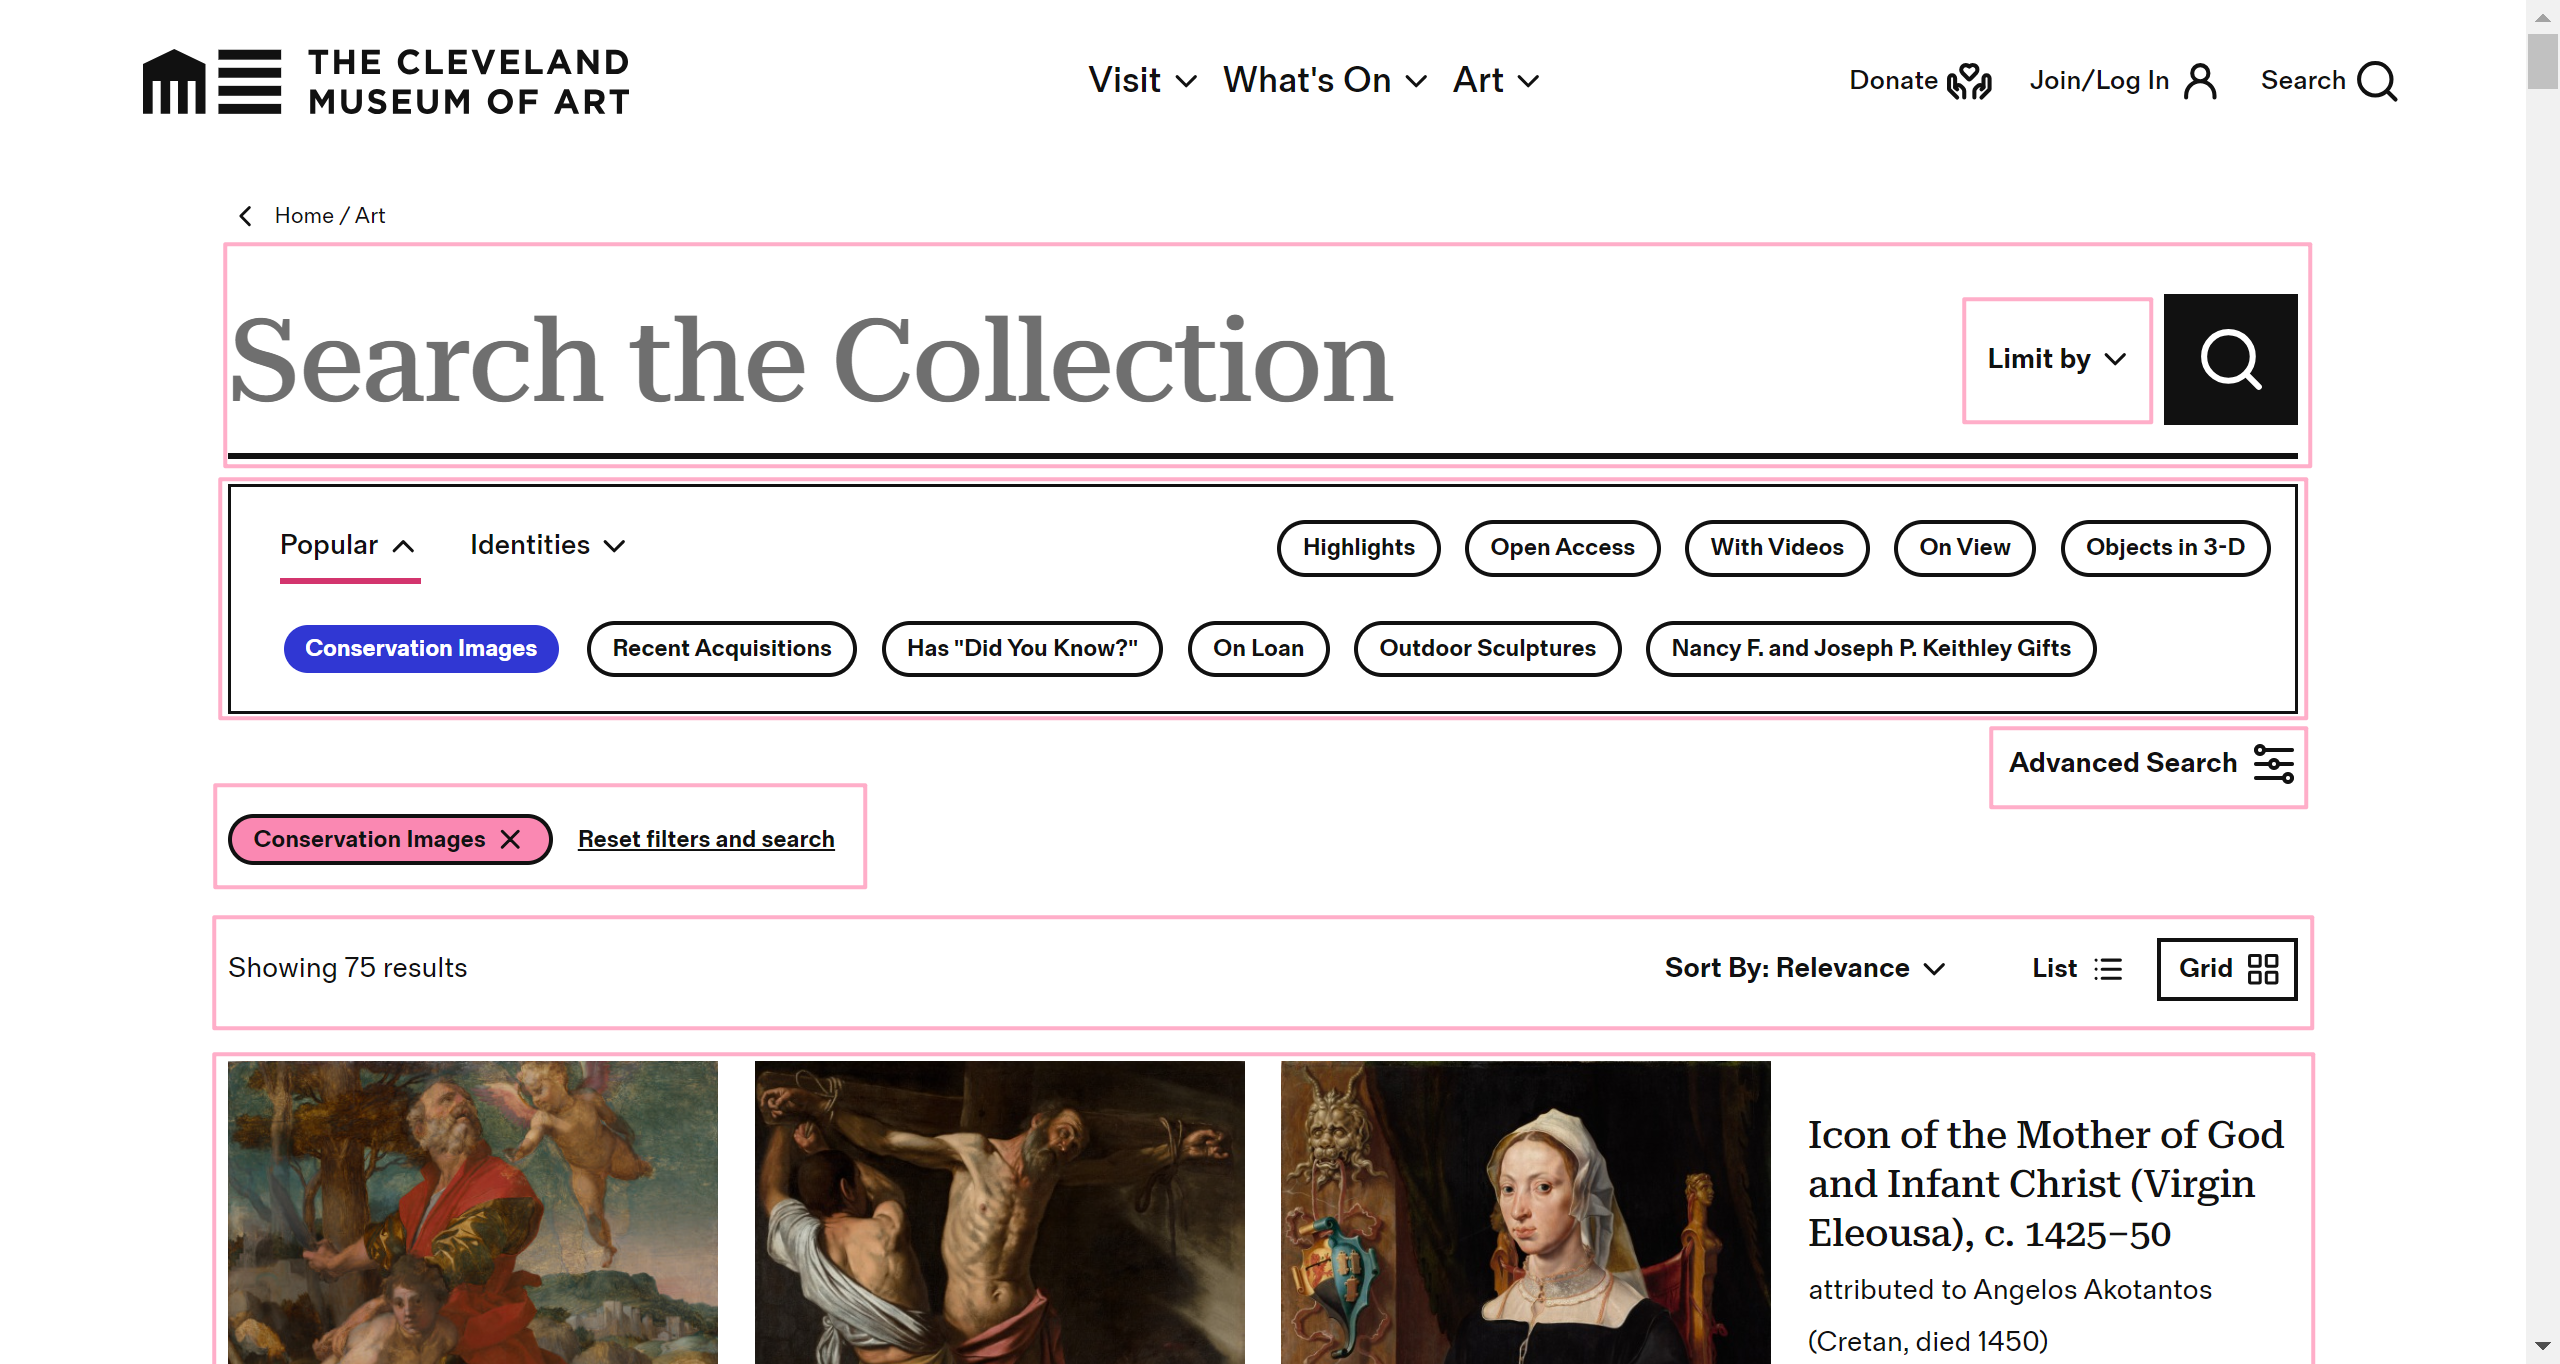 THE CLEVELAND
MUSEUM OF ART
Visit What's On Art
Donate Join/Log In Search
Home / Art
Search the Collection
Limit by
Popular Identities
Highlights Open Access With Videos On View Objects in 3-D
Conservation Images Recent Acquisitions Has "Did You Know?" On Loan Outdoor Sculptures Nancy F. and Joseph P. Keithley Gifts
Advanced Search
Conservation Images Reset filters and search
Showing 75 results Sort By: Relevance List Grid
Icon of the Mother of God
and Infant Christ (Virgin
Eleousa), c. 1425–50
attributed to Angelos Akotantos
(Cretan, died 1450)